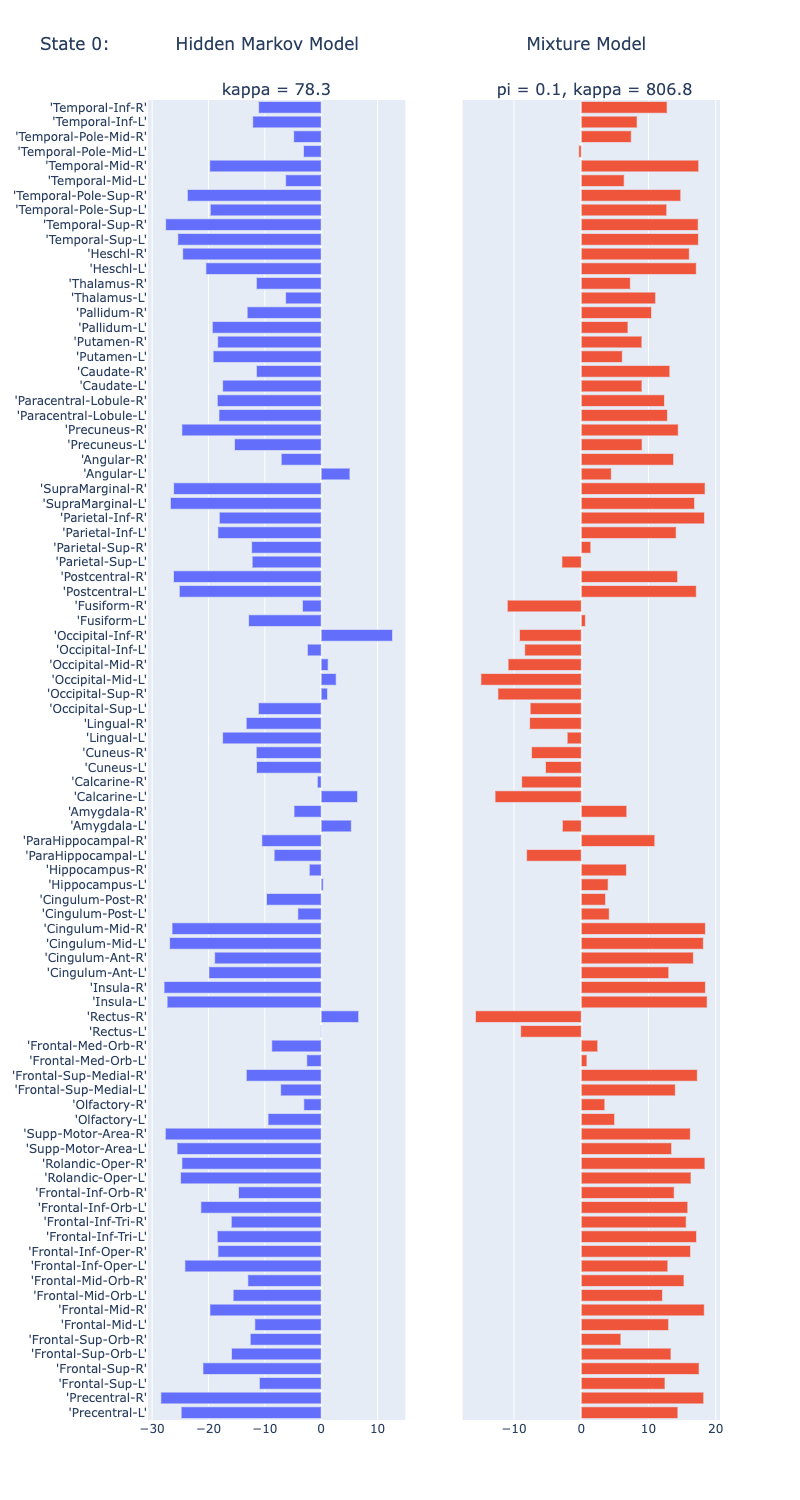 State 0: Hidden Markov Model Mixture Model
kappa = 78.3 pi = 0.1, kappa = 806.8
'Temporal-Inf-R'
'Temporal-Inf-L'
'Temporal-Pole-Mid-R'
'Temporal-Pole-Mid-L'
'Temporal-Mid-R'
'Temporal-Mid-L'
'Temporal-Pole-Sup-R'
'Temporal-Pole-Sup-L'
'Temporal-Sup-R'
'Temporal-Sup-L'
'Heschl-R'
'Heschl-L'
'Thalamus-R'
'Thalamus-L'
'Pallidum-R'
'Pallidum-L'
'Putamen-R'
'Putamen-L'
'Caudate-R'
'Caudate-L'
'Paracentral-Lobule-R'
'Paracentral-Lobule-L'
'Precuneus-R'
'Precuneus-L'
'Angular-R'
'Angular-L'
'SupraMarginal-R'
'SupraMarginal-L'
'Parietal-Inf-R'
'Parietal-Inf-L'
'Parietal-Sup-R'
'Parietal-Sup-L'
'Postcentral-R'
'Postcentral-L'
'Fusiform-R'
'Fusiform-L'
'Occipital-Inf-R'
'Occipital-Inf-L'
'Occipital-Mid-R'
'Occipital-Mid-L'
'Occipital-Sup-R'
'Occipital-Sup-L'
'Lingual-R'
'Lingual-L'
'Cuneus-R'
'Cuneus-L'
'Calcarine-R'
'Calcarine-L'
'Amygdala-R'
'Amygdala-L'
'ParaHippocampal-R'
'ParaHippocampal-L'
'Hippocampus-R'
'Hippocampus-L'
'Cingulum-Post-R'
'Cingulum-Post-L'
'Cingulum-Mid-R'
'Cingulum-Mid-L'
'Cingulum-Ant-R'
'Cingulum-Ant-L'
'Insula-R'
'Insula-L'
'Rectus-R'
'Rectus-L'
'Frontal-Med-Orb-R'
'Frontal-Med-Orb-L'
'Frontal-Sup-Medial-R'
'Frontal-Sup-Medial-L'
'Olfactory-R'
'Olfactory-L'
'Supp-Motor-Area-R'
'Supp-Motor-Area-L'
'Rolandic-Oper-R'
'Rolandic-Oper-L'
'Frontal-Inf-Orb-R'
'Frontal-Inf-Orb-L'
'Frontal-Inf-Tri-R'
'Frontal-Inf-Tri-L'
'Frontal-Inf-Oper-R'
'Frontal-Inf-Oper-L'
'Frontal-Mid-Orb-R'
'Frontal-Mid-Orb-L'
'Frontal-Mid-R'
'Frontal-Mid-L'
'Frontal-Sup-Orb-R'
'Frontal-Sup-Orb-L'
'Frontal-Sup-R'
'Frontal-Sup-L'
'Precentral-R'
'Precentral-L'
−30 −20 −10 0 10 −10 0 10 20